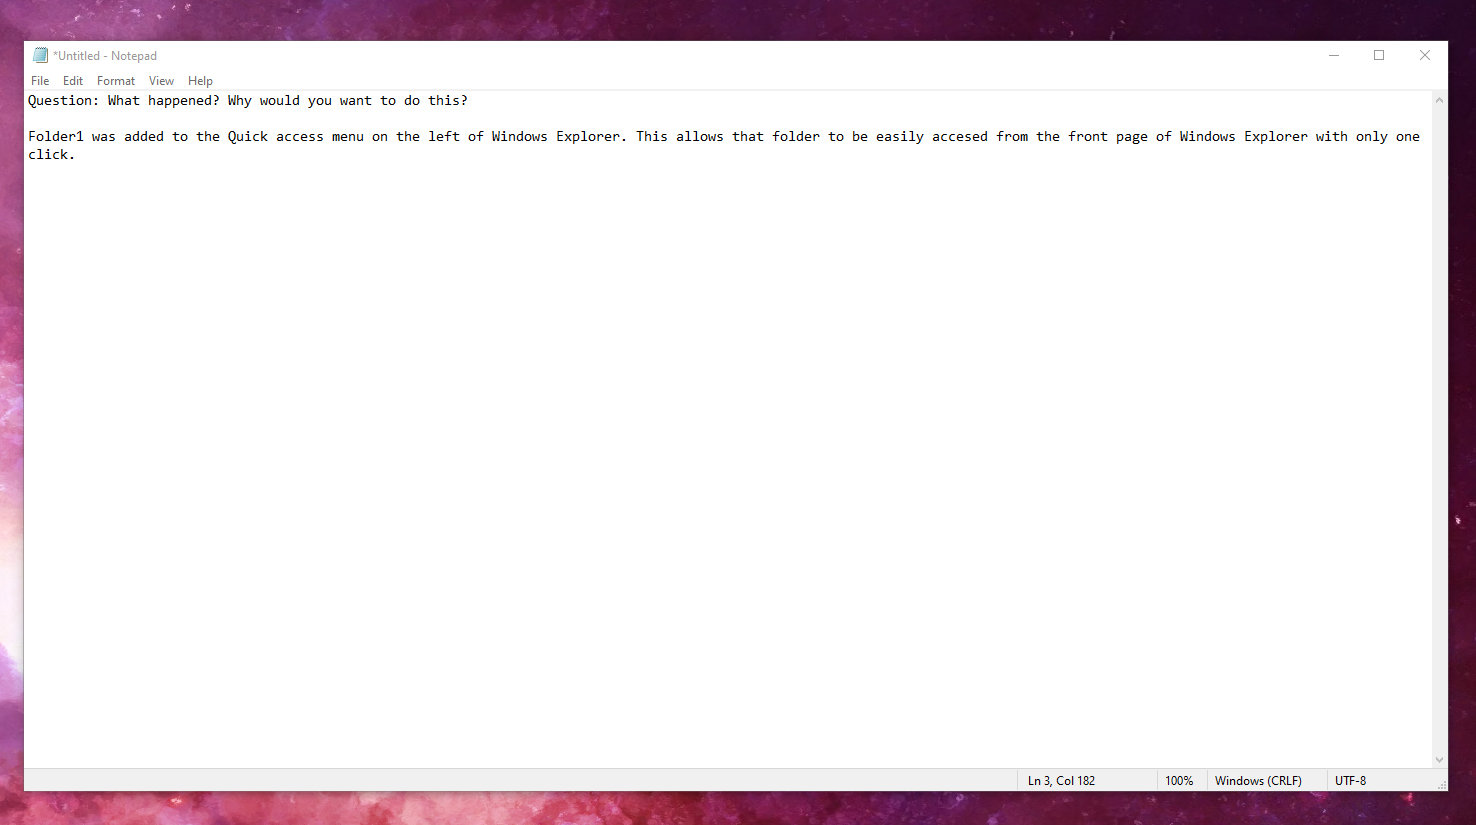 *Untitled - Notepad
File Edit Format View Help
Question: What happened? Why would you want to do this?
Folder1 was added to the Quick access menu on the left of Windows Explorer. This allows that folder to be easily accesed from the front page of Windows Explorer with only one
click.
Ln 3, Col 182 100% Windows (CRLF) UTF-8